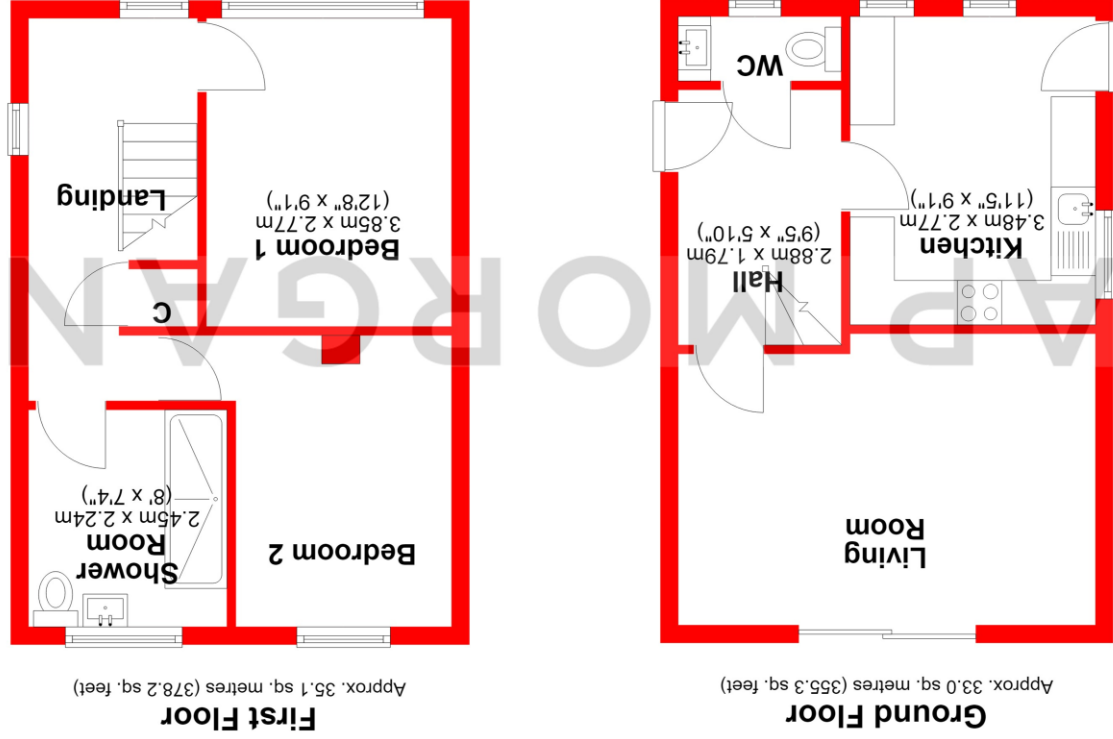 Ground Floor
Approx. 33.0 sq. metres (355.3 sq. feet)
Living
Room
Kitchen
3.48m x 2.77m
(11'5" x 9'1")
Hall
2.88m x 1.79m
(9'5" x 5'10")
WC
First Floor
Approx. 35.1 sq. metres (378.2 sq. feet)
Bedroom 2
Shower
Room
2.45m x 2.24m
(8' x 7'4")
C
Bedroom 1
3.85m x 2.77m
(12'8" x 9'1")
Landing
AP MORGAN